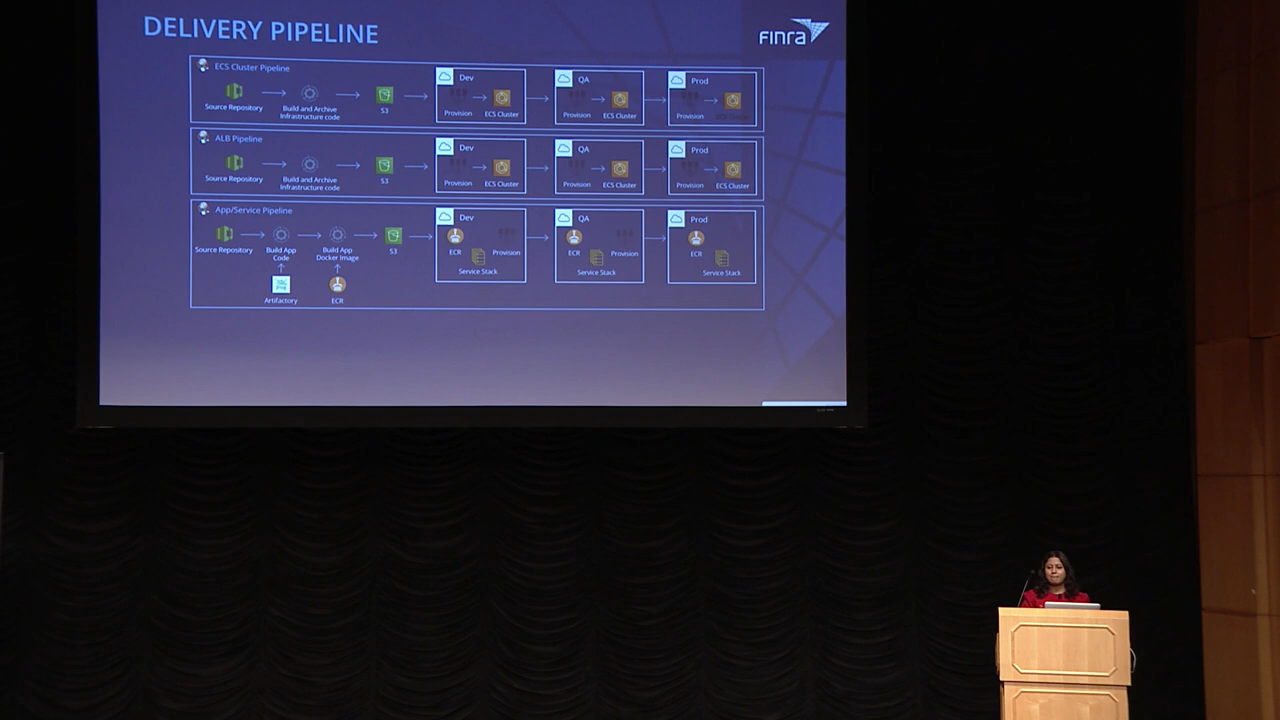 DELIVERY PIPELINE
FINRA
ECS Cluster Pipeline
Source Repository
Build and Archive
Infrastructure code
S3
Dev
Provision
ECS Cluster
QA
Provision
ECS Cluster
Prod
Provision
ECS Cluster
ALB Pipeline
Source Repository
Build and Archive
Infrastructure code
S3
Dev
Provision
ECS Cluster
QA
Provision
ECS Cluster
Prod
Provision
ECS Cluster
App/Service Pipeline
Source Repository
Build App
Code
Build App
Docker Image
S3
Artifactory
ECR
Dev
ECR
Provision
Service Stack
QA
ECR
Provision
Service Stack
Prod
ECR
Service Stack